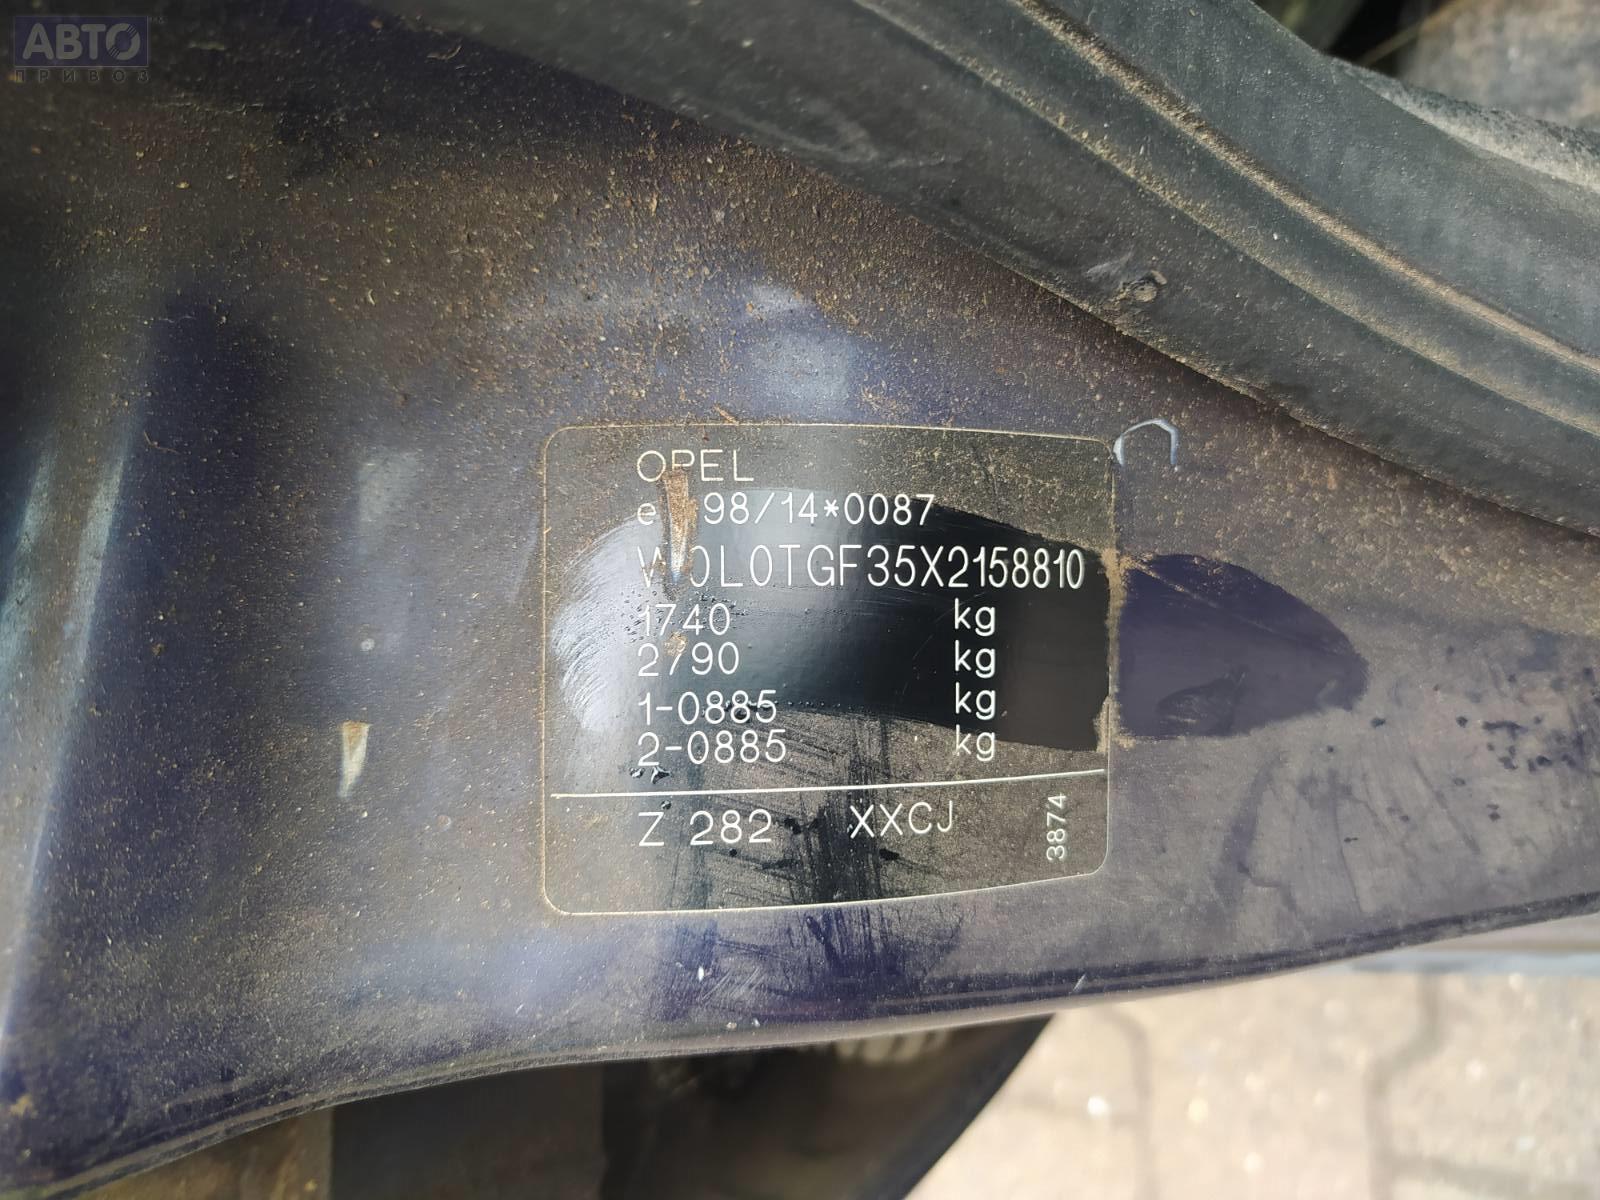 АВТО
ПРИВОЗ
OPEL
98/14*0087
W0L0TGF35X2158810
1740 kg
2790 kg
1-0885 kg
2-0885 kg
Z 282 XXCJ
3874